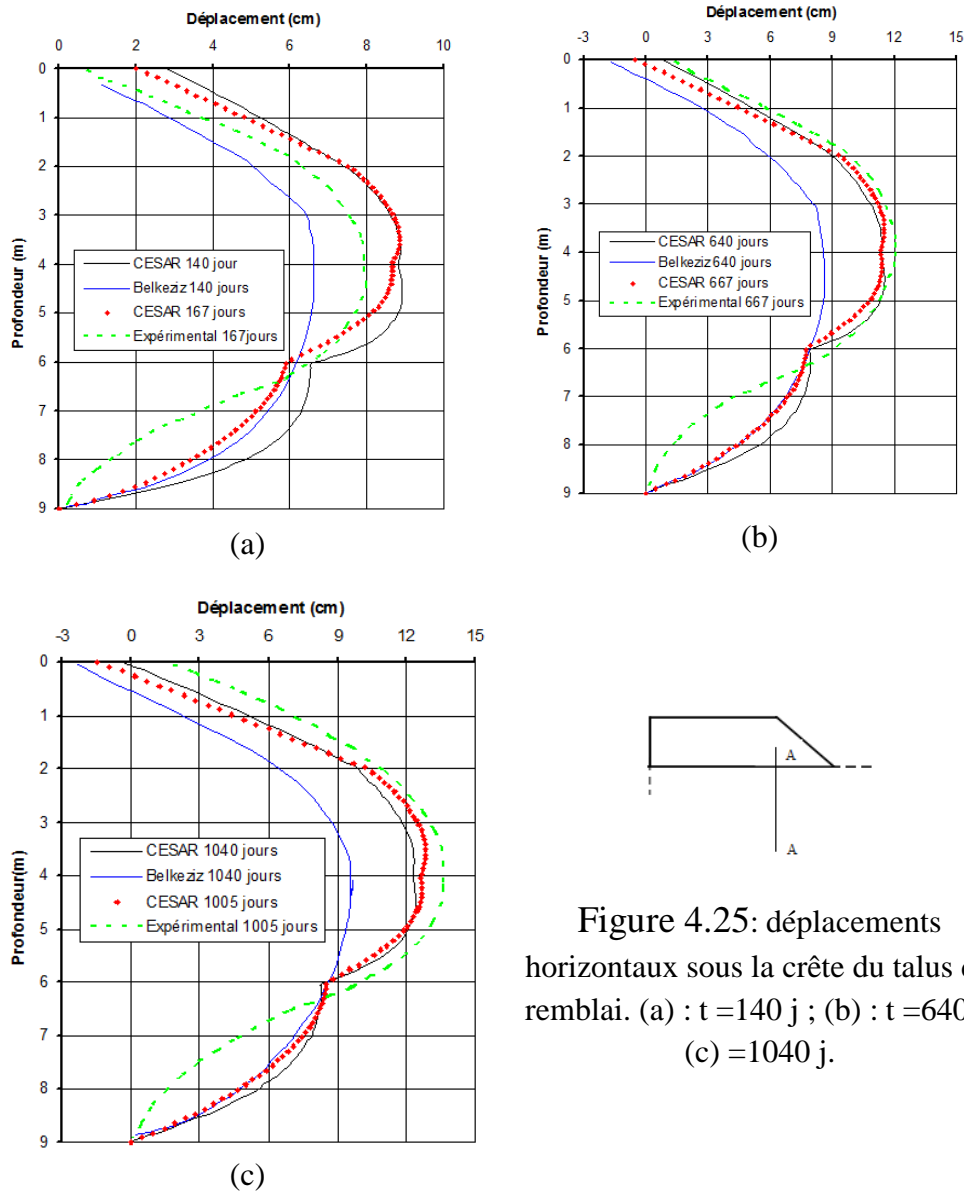 Déplacement (cm)
0 2 4 6 8 10
0
1
2
3
4
5
6
7
8
9
Profondeur (m)
CESAR 140 jour
Belkeziz 140 jours
CESAR 167 jours
Expérimental 167jours
(a)
Déplacement (cm)
-3 0 3 6 9 12 15
0
1
2
3
4
5
6
7
8
9
Profondeur (m)
CESAR 640 jours
Belkeziz640 jours
CESAR 667 jours
Expérimental 667 jours
(b)
Déplacement (cm)
-3 0 3 6 9 12 15
0
1
2
3
4
5
6
7
8
9
Profondeur(m)
CESAR 1040 jours
Belkeziz 1040 jours
CESAR 1005 jours
Expérimental 1005 jours
(c)
A
A
Figure 4.25: déplacements
horizontaux sous la crête du talus
remblai. (a) : t =140 j ; (b) : t =640
(c) =1040 j.